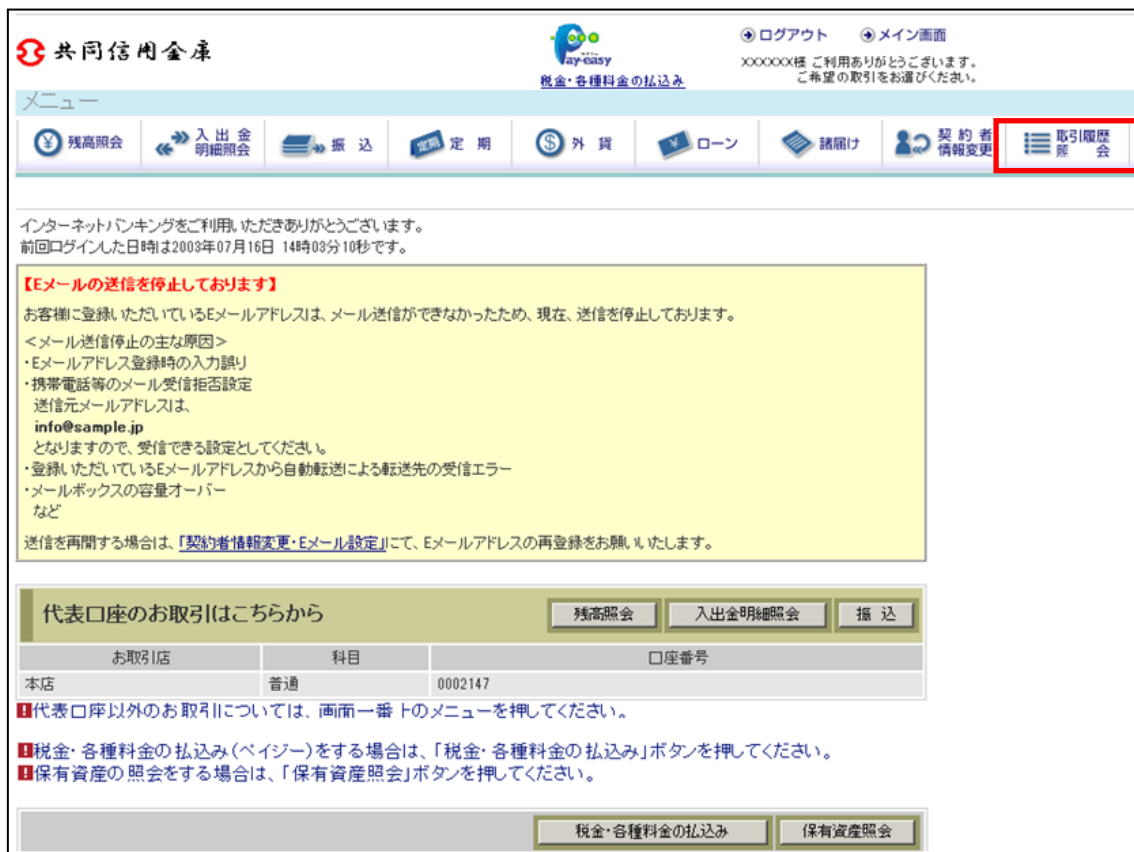 共同信用金庫
Pay-easy
税金・各種料金の払込み
ログアウト メイン画面
XXXXXX様 ご利用ありがとうございます。
ご希望の取引をお選びください。
メニュー
残高照会
入出金
明細照会
振込
定期 定期
外貨
ローン
諸届け
契約者
情報変更
取引履歴
照会
インターネットバンキングをご利用いただきありがとうございます。
前回ログインした日時は2003年07月16日 14時03分10秒です。
【Eメールの送信を停止しております】
お客様に登録いただいているEメールアドレスは、メール送信ができなかったため、現在、送信を停止しております。
＜メール送信停止の主な原因＞
・Eメールアドレス登録時の入力誤り
・携帯電話等のメール受信拒否設定
送信元メールアドレスは、
info@sample.jp
となりますので、受信できる設定としてください。
・登録いただいているEメールアドレスから自動転送による転送先の受信エラー
・メールボックスの容量オーバー
など
送信を再開する場合は、「契約者情報変更・Eメール設定」にて、Eメールアドレスの再登録をお願いいたします。
代表口座のお取引はこちらから 残高照会 入出金明細照会 振込
お取引店 科目 口座番号
本店 普通 0002147
代表口座以外のお取引については、画面一番上のメニューを押してください。
税金・各種料金の払込み(ペイジー)をする場合は、「税金・各種料金の払込み」ボタンを押してください。
保有資産の照会をする場合は、「保有資産照会」ボタンを押してください。
税金・各種料金の払込み 保有資産照会